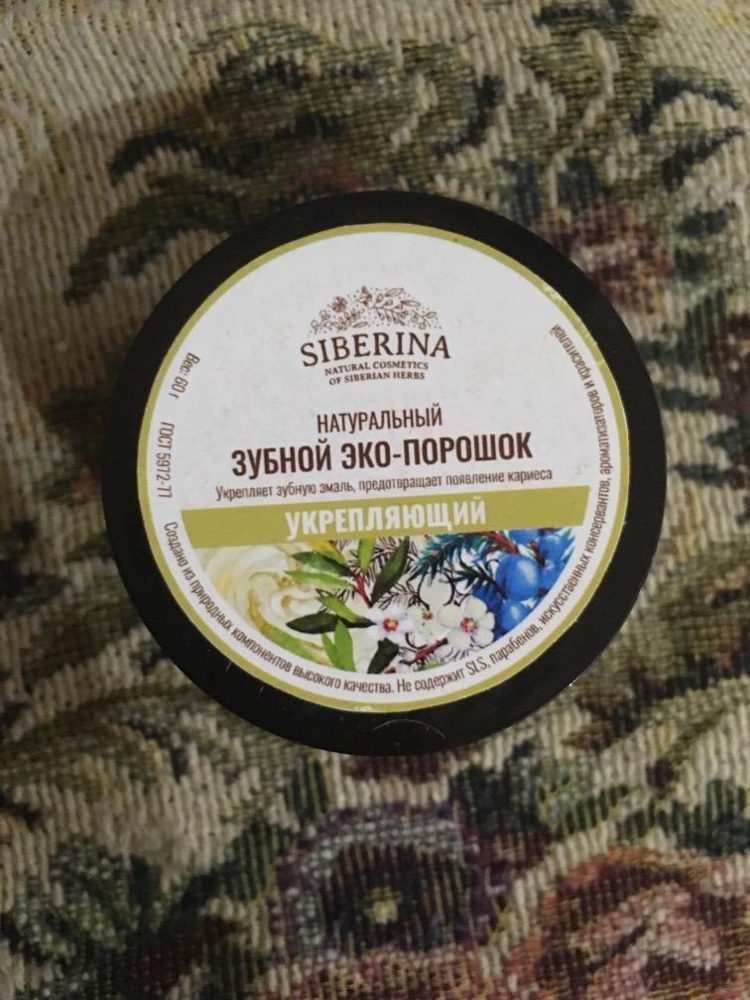 SIBERINA
NATURAL COSMETICS
OF SIBERIAN HERBS
НАТУРАЛЬНЫЙ
ЗУБНОЙ ЭКО-ПОРОШОК
Укрепляет зубную эмаль, предотвращает появление кариеса
УКРЕПЛЯЮЩИЙ
Вес: 60 г
ГОСТ 5972-77
Создано из природных компонентов высокого качества. Не содержит SLS, парабенов, искусственных консервантов, ароматизаторов и красителей